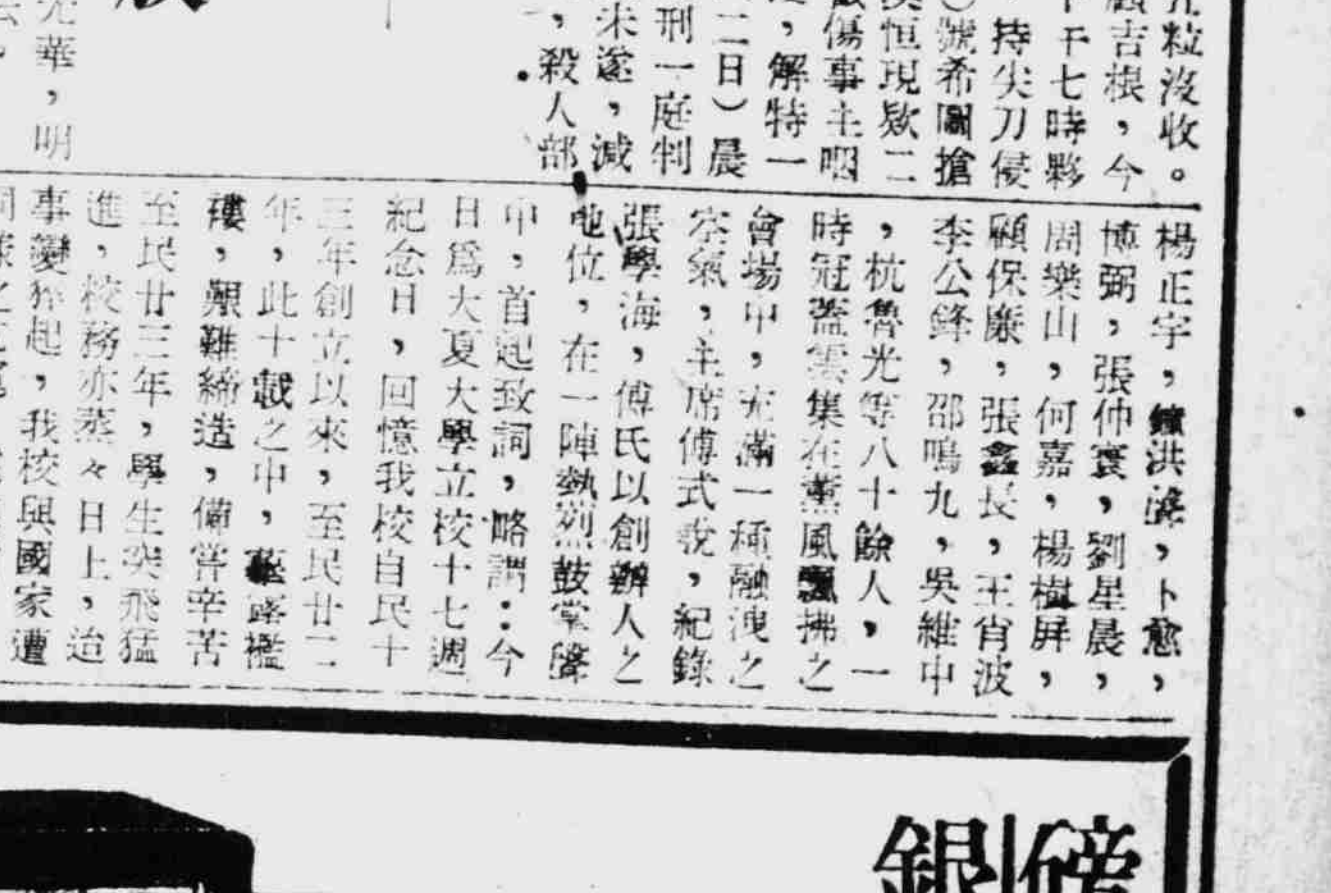 粒沒收。
吉根，今
午七時夥
持尖刀侵
號希圖搶
恒現欵二
傷事主咽
，解特一
二日）晨
刑一庭判
未遂，減
，殺人部
華，明
楊正宇，洪，卜愈，
博弼，張仲寰，劉星晨，
周樂山，何嘉，楊樹屏，
顧保廉，張鑫長，王肖波
李公鋒，邵鳴九，吳維中
，杭魯光等八十餘人，一
時冠蓋雲集在薰風飄拂之
會場中，充滿一種融洩之
空氣，主席傅式說，紀錄
張學海，傅氏以創辦人之
地位，在一陣熱烈鼓掌聲
中，首起致詞，略謂：今
日爲大夏大學立校十七週
紀念日，回憶我校自民十
三年創立以來，至民廿二
年，此十載之中，篳路襤
褸，艱難締造，備嘗辛苦
至民廿三年，學生突飛猛
進，校務亦蒸々日上，迨
事變猝起，我校與國家遭
磅
銀